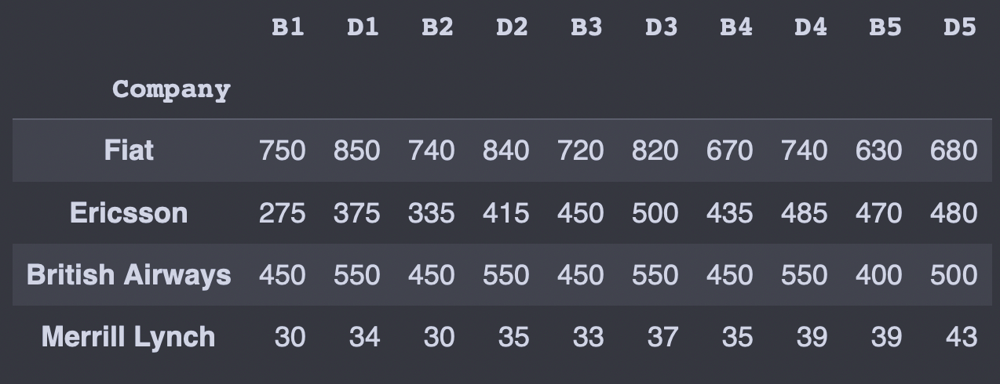 B1 D1 B2 D2 B3 D3 B4 D4 B5 D5
Company
Fiat 750 850 740 840 720 820 670 740 630 680
Ericsson 275 375 335 415 450 500 435 485 470 480
British Airways 450 550 450 550 450 550 450 550 400 500
Merrill Lynch 30 34 30 35 33 37 35 39 39 43